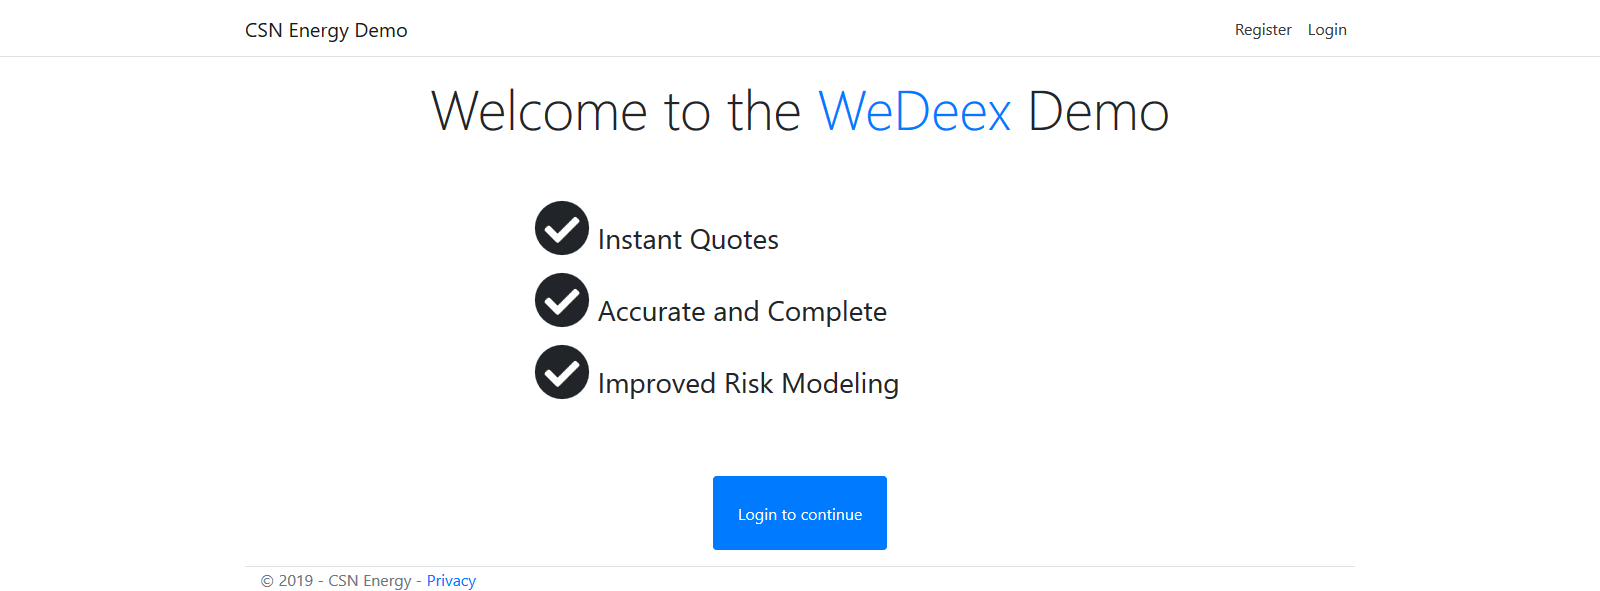 CSN Energy Demo
Register Login
Welcome to the WeDeex Demo
Instant Quotes
Accurate and Complete
Improved Risk Modeling
Login to continue
© 2019 - CSN Energy - Privacy